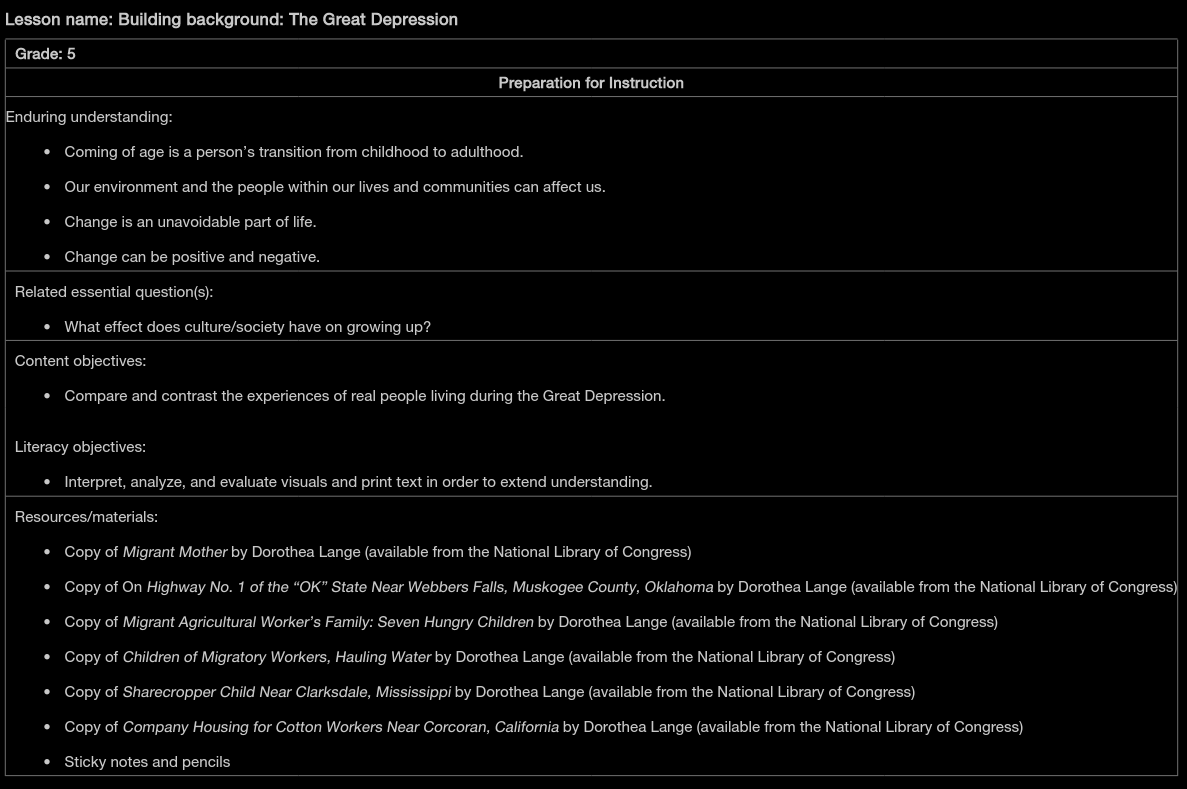 Lesson name: Building background: The Great Depression
Grade: 5
Preparation for Instruction
Enduring understanding:
• Coming of age is a person’s transition from childhood to adulthood.
• Our environment and the people within our lives and communities can affect us.
• Change is an unavoidable part of life.
• Change can be positive and negative.
Related essential question(s):
• What effect does culture/society have on growing up?
Content objectives:
• Compare and contrast the experiences of real people living during the Great Depression.
Literacy objectives:
• Interpret, analyze, and evaluate visuals and print text in order to extend understanding.
Resources/materials:
• Copy of Migrant Mother by Dorothea Lange (available from the National Library of Congress)
• Copy of On Highway No. 1 of the “OK” State Near Webbers Falls, Muskogee County, Oklahoma by Dorothea Lange (available from the National Library of Congress)
• Copy of Migrant Agricultural Worker’s Family: Seven Hungry Children by Dorothea Lange (available from the National Library of Congress)
• Copy of Children of Migratory Workers, Hauling Water by Dorothea Lange (available from the National Library of Congress)
• Copy of Sharecropper Child Near Clarksdale, Mississippi by Dorothea Lange (available from the National Library of Congress)
• Copy of Company Housing for Cotton Workers Near Corcoran, California by Dorothea Lange (available from the National Library of Congress)
• Sticky notes and pencils